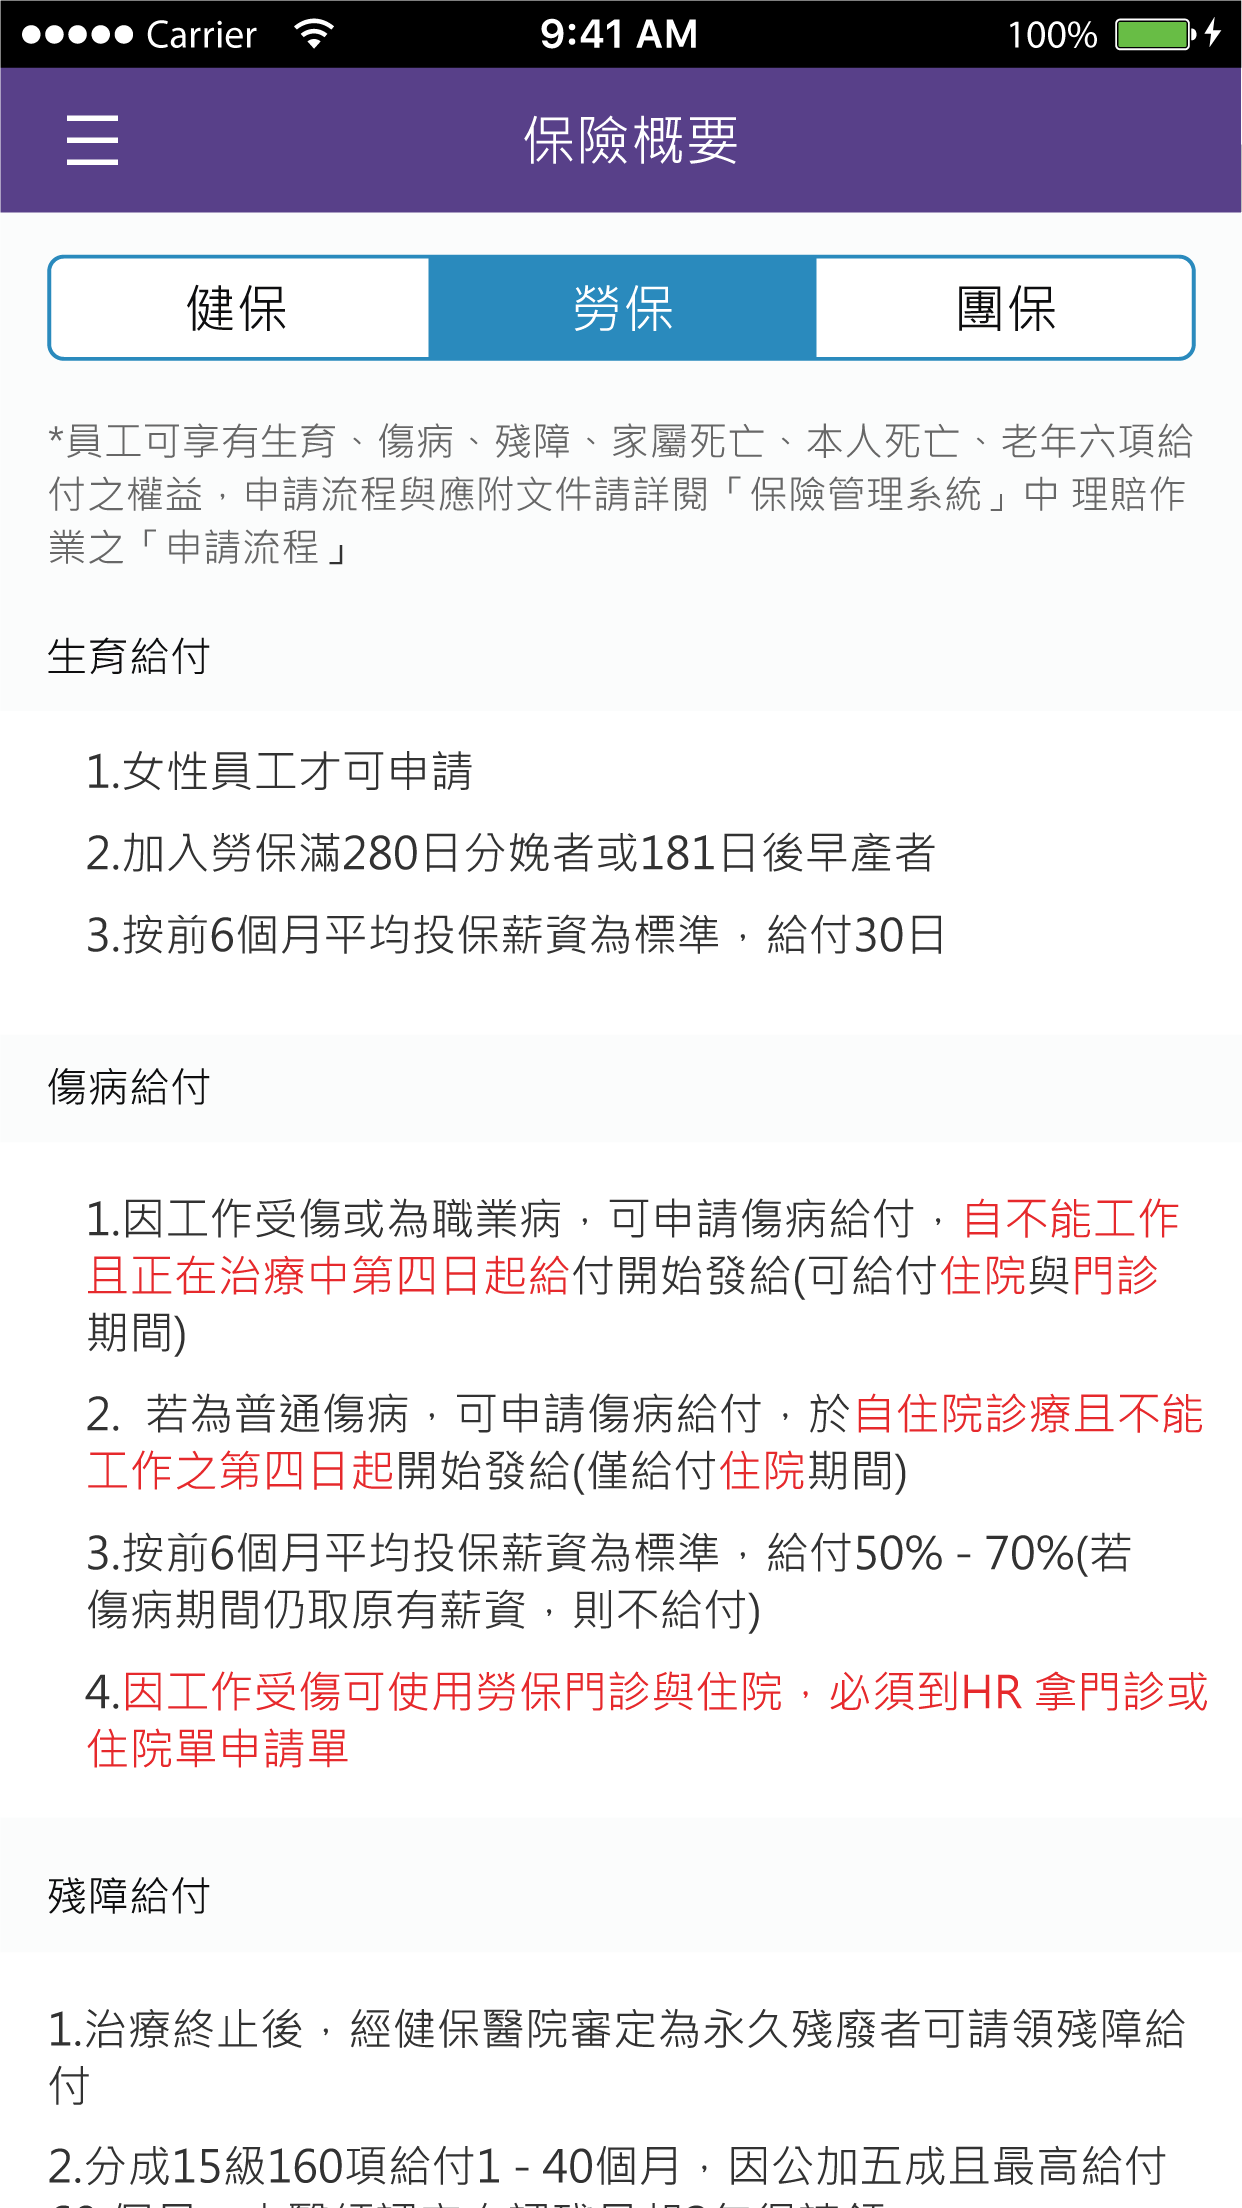 Carrier 9:41 AM 100%
保險概要
健保 勞保 團保
*員工可享有生育、傷病、殘障、家屬死亡、本人死亡、老年六項給
付之權益，申請流程與應附文件請詳閱「保險管理系統」中 理賠作
業之「申請流程」
生育給付
1.女性員工才可申請
2.加入勞保滿280日分娩者或181日後早產者
3.按前6個月平均投保薪資為標準，給付30日
傷病給付
1.因工作受傷或為職業病，可申請傷病給付，自不能工作
且正在治療中第四日起給付開始發給(可給付住院與門診
期間)
2. 若為普通傷病，可申請傷病給付，於自住院診療且不能
工作之第四日起開始發給(僅給付住院期間)
3.按前6個月平均投保薪資為標準，給付50% - 70%(若
傷病期間仍取原有薪資，則不給付)
4.因工作受傷可使用勞保門診與住院，必須到HR 拿門診或
住院單申請單
殘障給付
1.治療終止後，經健保醫院審定為永久殘廢者可請領殘障給
付
2.分成15級160項給付1 - 40個月，因公加五成且最高給付